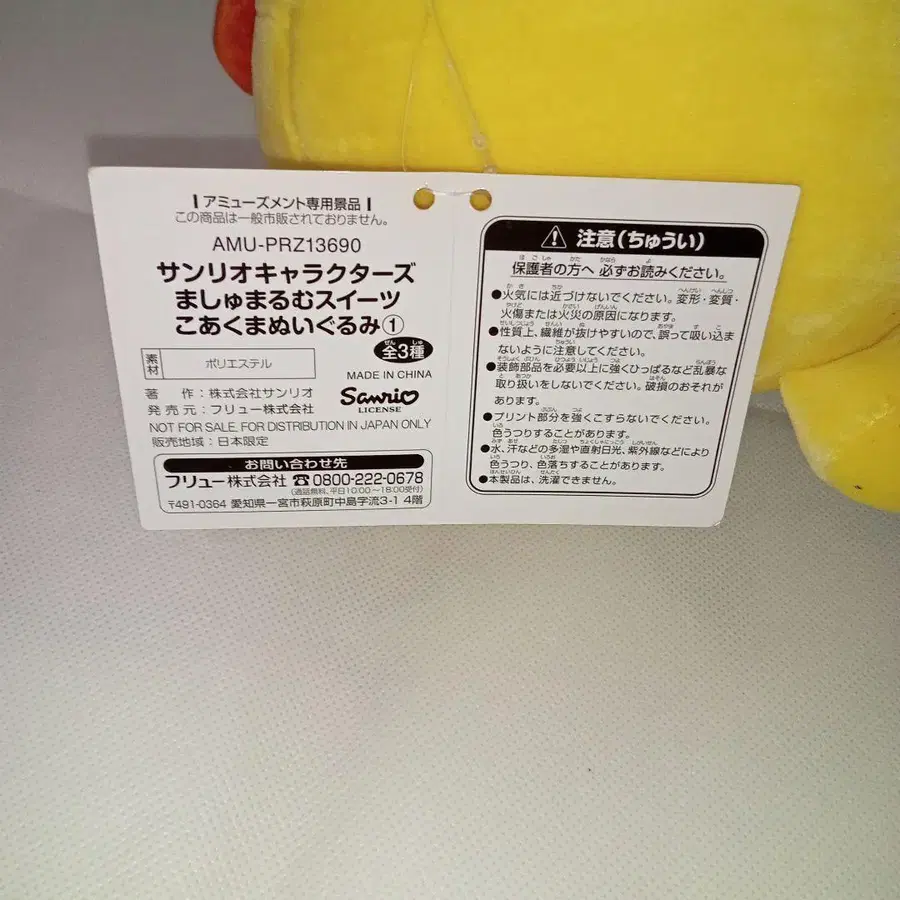 アミューズメント専用景品
この商品は一般市販されておりません。
AMU-PRZ13690
サンリオキャラクターズ
ましゅまるむスイーツ
こあくまぬいぐるみ①
全3種
素材 ポリエステル
MADE IN CHINA
著 作：株式会社サンリオ
発 売 元：フリュー株式会社
Sanrio
LICENSE
NOT FOR SALE, FOR DISTRIBUTION IN JAPAN ONLY
販売地域：日本限定
お問い合わせ先
フリュー株式会社 ☎0800-222-0678
(通話無料、平日10:00～18:00受付)
〒491-0364 愛知県一宮市萩原町中島字流3-1 4階
⚠ 注意(ちゅうい)
保護者の方へ 必ずお読みください。
●火気には近づけないでください。変形・変質・
火傷または火災の原因になります。
●性質上、繊維が抜けやすいので、誤って吸い込ま
ないように注意してください。
●装飾部品を必要以上に強くひっぱるなど乱暴な
取り扱いをしないでください。破損のおそれが
あります。
●プリント部分を強くこすらないでください。
色うつりすることがあります。
●水、汗などの多湿や直射日光、紫外線などにより
色うつり、色落ちすることがあります。
●本製品は、洗濯できません。